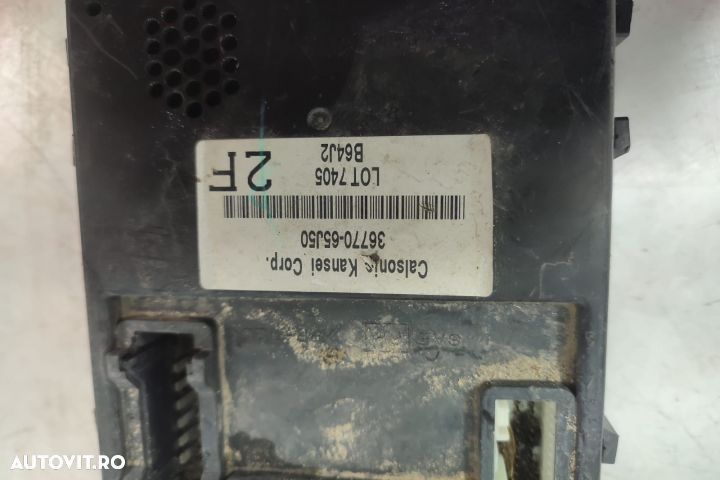 Calsonic Kansei Corp.
36770-65J50
LOT7405
B64J2
2F
AUTOVIT.RO